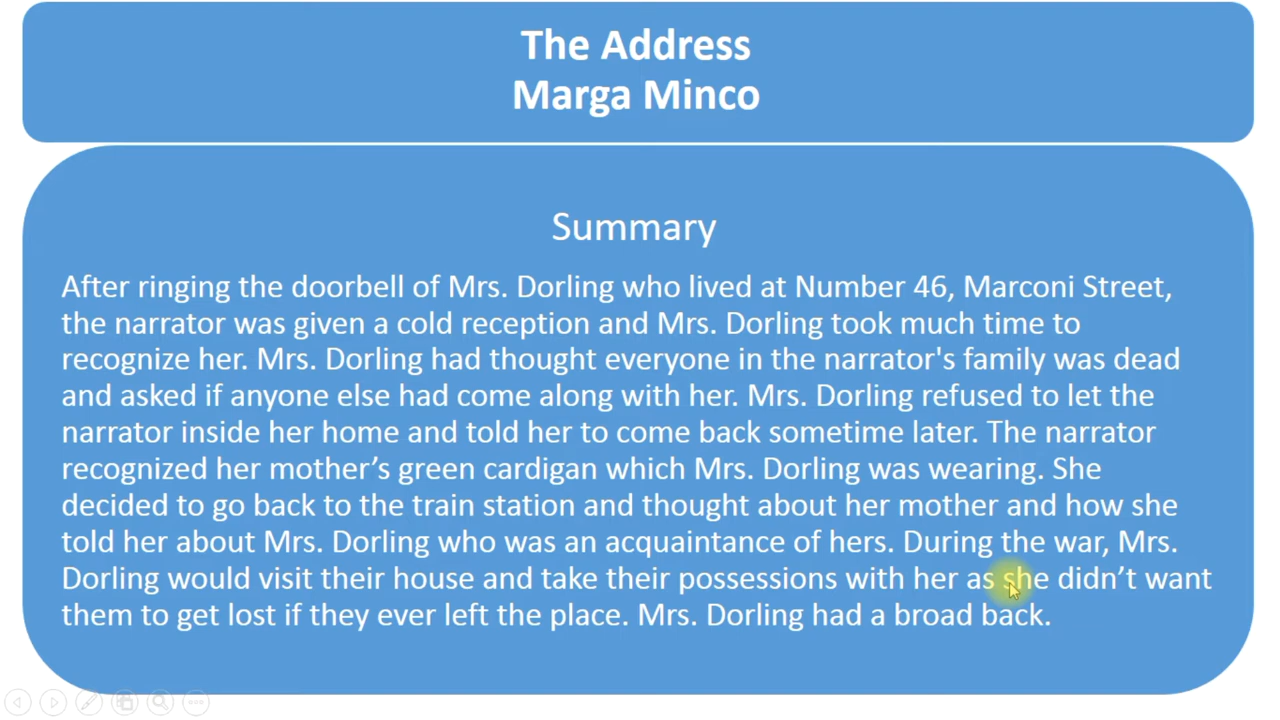 The Address
Marga Minco
Summary
After ringing the doorbell of Mrs. Dorling who lived at Number 46, Marconi Street,
the narrator was given a cold reception and Mrs. Dorling took much time to
recognize her. Mrs. Dorling had thought everyone in the narrator's family was dead
and asked if anyone else had come along with her. Mrs. Dorling refused to let the
narrator inside her home and told her to come back sometime later. The narrator
recognized her mother’s green cardigan which Mrs. Dorling was wearing. She
decided to go back to the train station and thought about her mother and how she
told her about Mrs. Dorling who was an acquaintance of hers. During the war, Mrs.
Dorling would visit their house and take their possessions with her as she didn’t want
them to get lost if they ever left the place. Mrs. Dorling had a broad back.